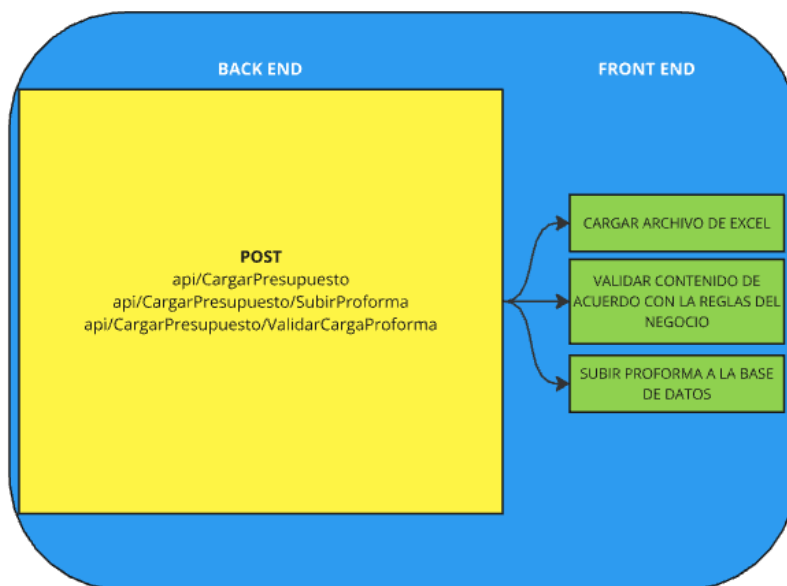 BACK END
FRONT END
POST
api/CargarPresupuesto
api/CargarPresupuesto/SubirProforma
api/CargarPresupuesto/ValidarCargaProforma
CARGAR ARCHIVO DE EXCEL
VALIDAR CONTENIDO DE
ACUERDO CON LA REGLAS DEL
NEGOCIO
SUBIR PROFORMA A LA BASE
DE DATOS